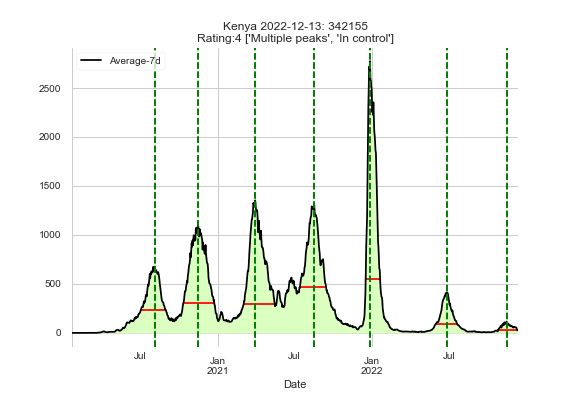 Kenya 2022-12-13: 342155
Rating:4 ['Multiple peaks', 'In control']
Average-7d
2500
2000
1500
1000
500
0
Jul
Jan
2021
Jul
Jan
2022
Jul
Date